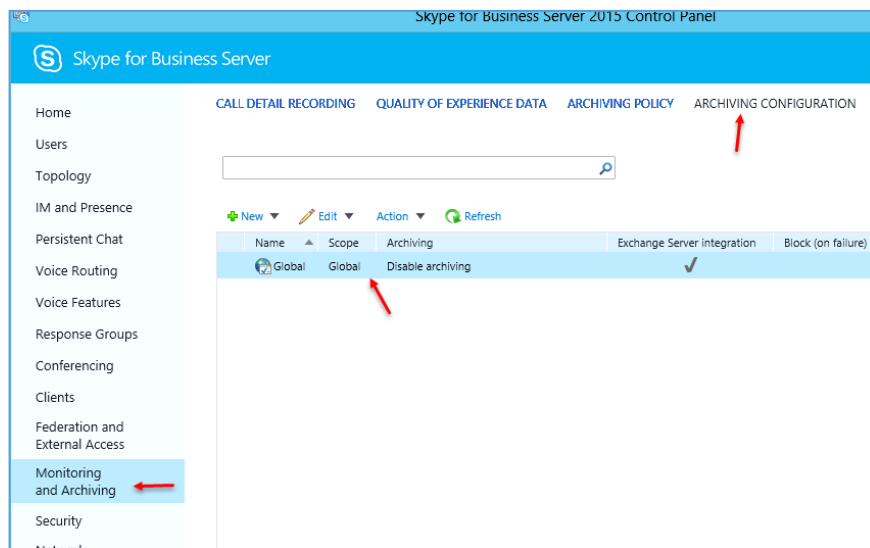 Skype for Business Server 2015 Control Panel
S Skype for Business Server
CALL DETAIL RECORDING QUALITY OF EXPERIENCE DATA ARCHIVING POLICY ARCHIVING CONFIGURATION
Home
Users
Topology
IM and Presence
Persistent Chat
Voice Routing
Voice Features
Response Groups
Conferencing
Clients
Federation and
External Access
Monitoring
and Archiving
Security
New Edit Action Refresh
Name Scope Archiving Exchange Server integration Block (on failure)
Global Global Disable archiving